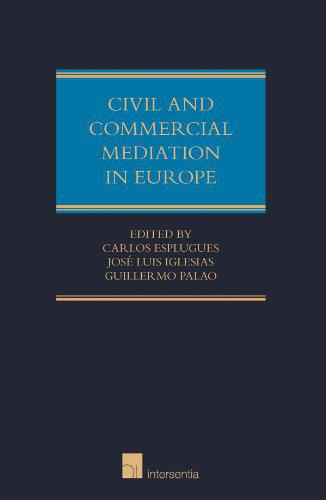 CIVIL AND
COMMERCIAL
MEDIATION
IN EUROPE
EDITED BY
CARLOS ESPLUGUES
JOSÉ LUIS IGLESIAS
GUILLERMO PALAO
intersentia